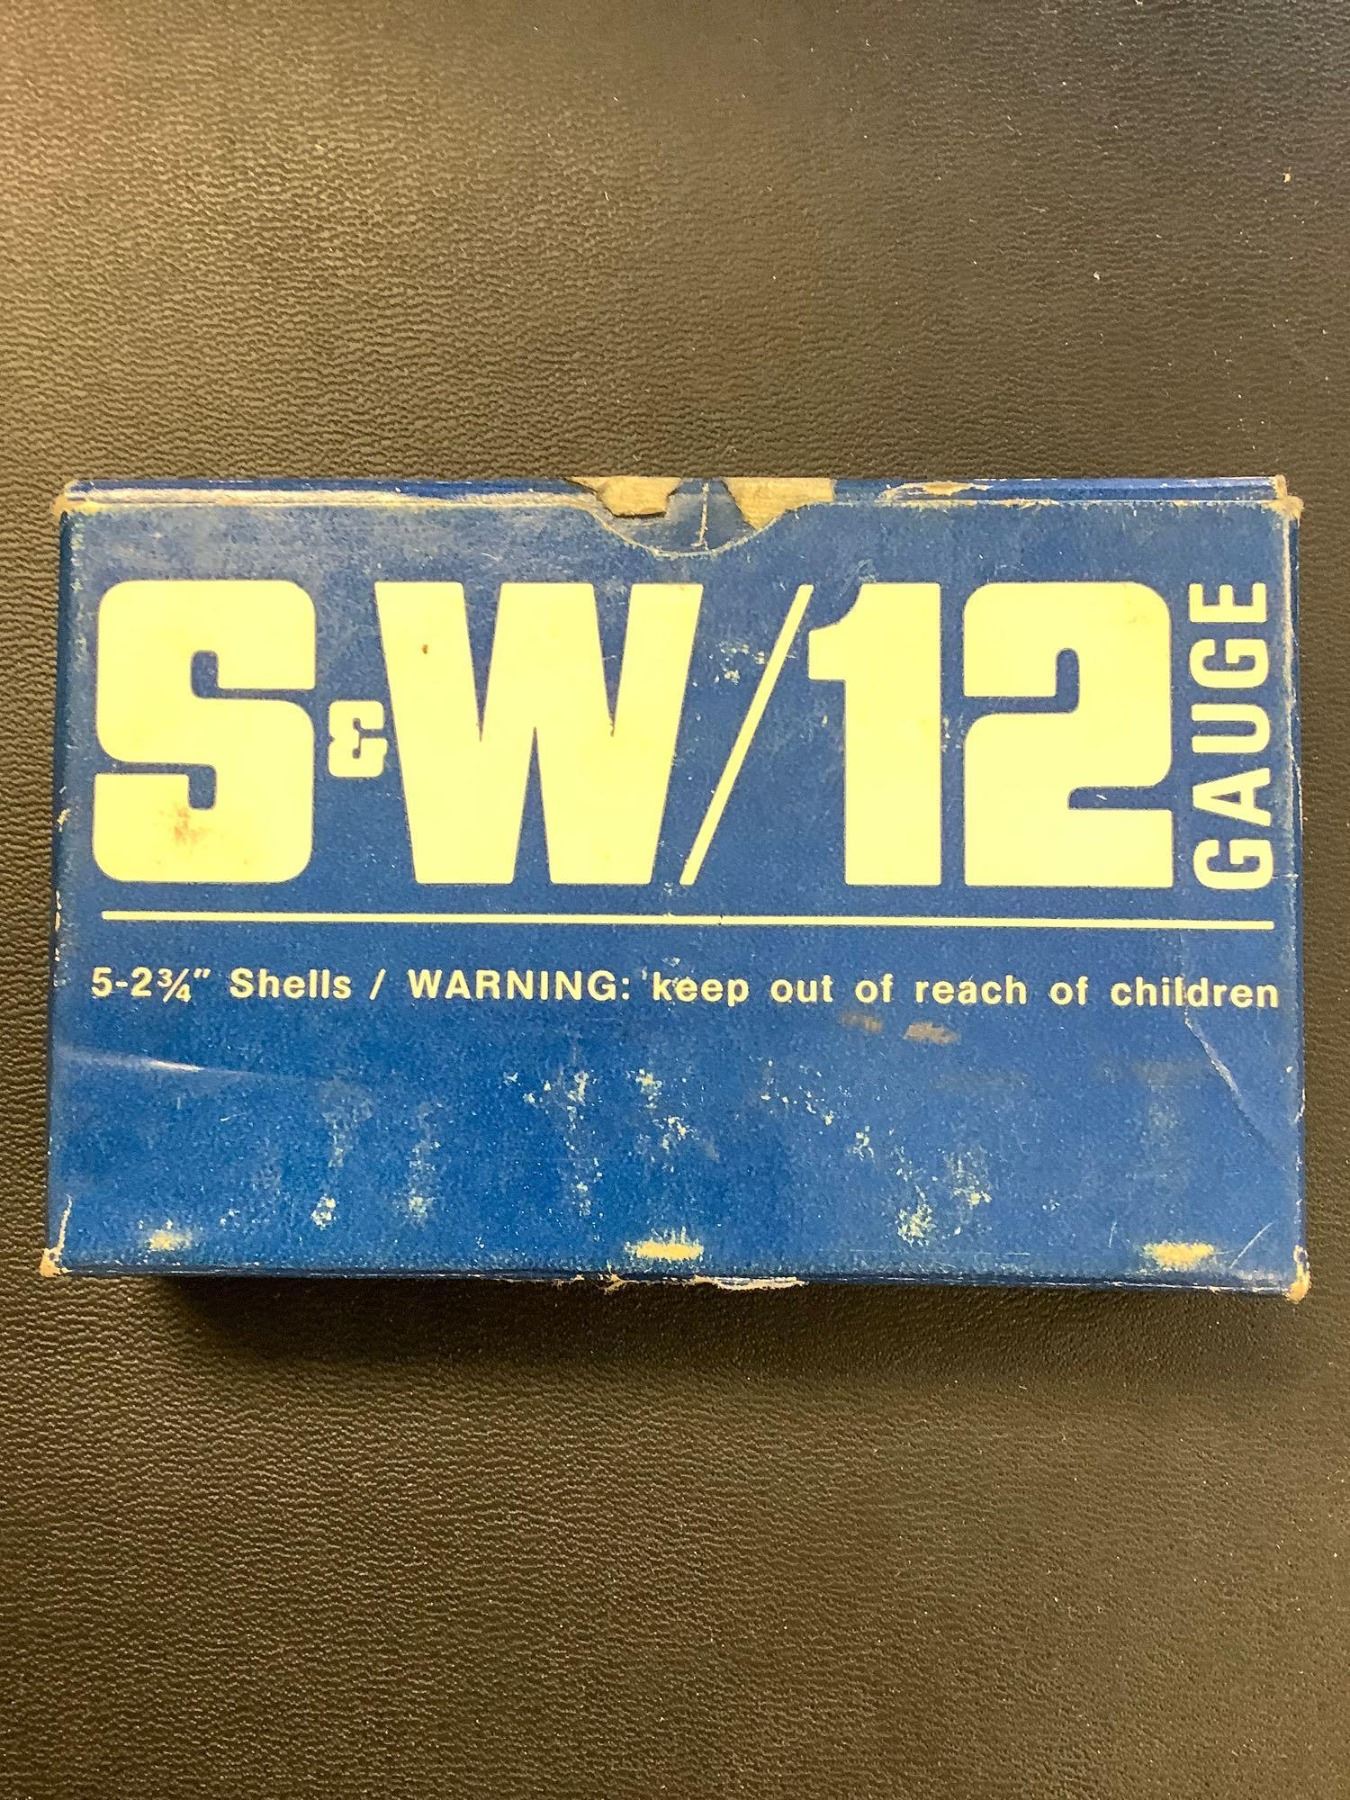 S&W/12 GAUGE
5-2¾" Shells / WARNING: keep out of reach of children